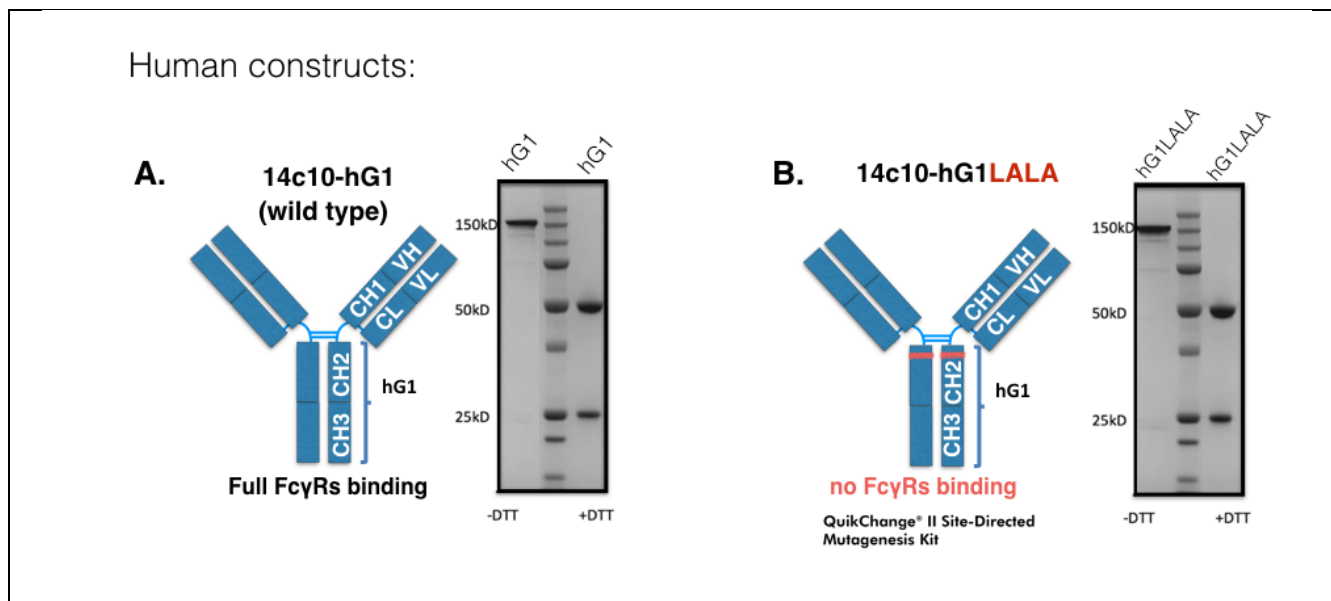 Human constructs:
A.
14c10-hG1
(wild type)
VH
CH1
VL
CL
CH2
CH3
hG1
Full FcγRs binding
hG1
hG1
150kD
50kD
25kD
-DTT
+DTT
B.
14c10-hG1LALA
VH
CH1
VL
CL
CH2
CH3
hG1
no FcγRs binding
QuikChange® II Site-Directed
Mutagenesis Kit
hG1LALA
hG1LALA
150kD
50kD
25kD
-DTT
+DTT